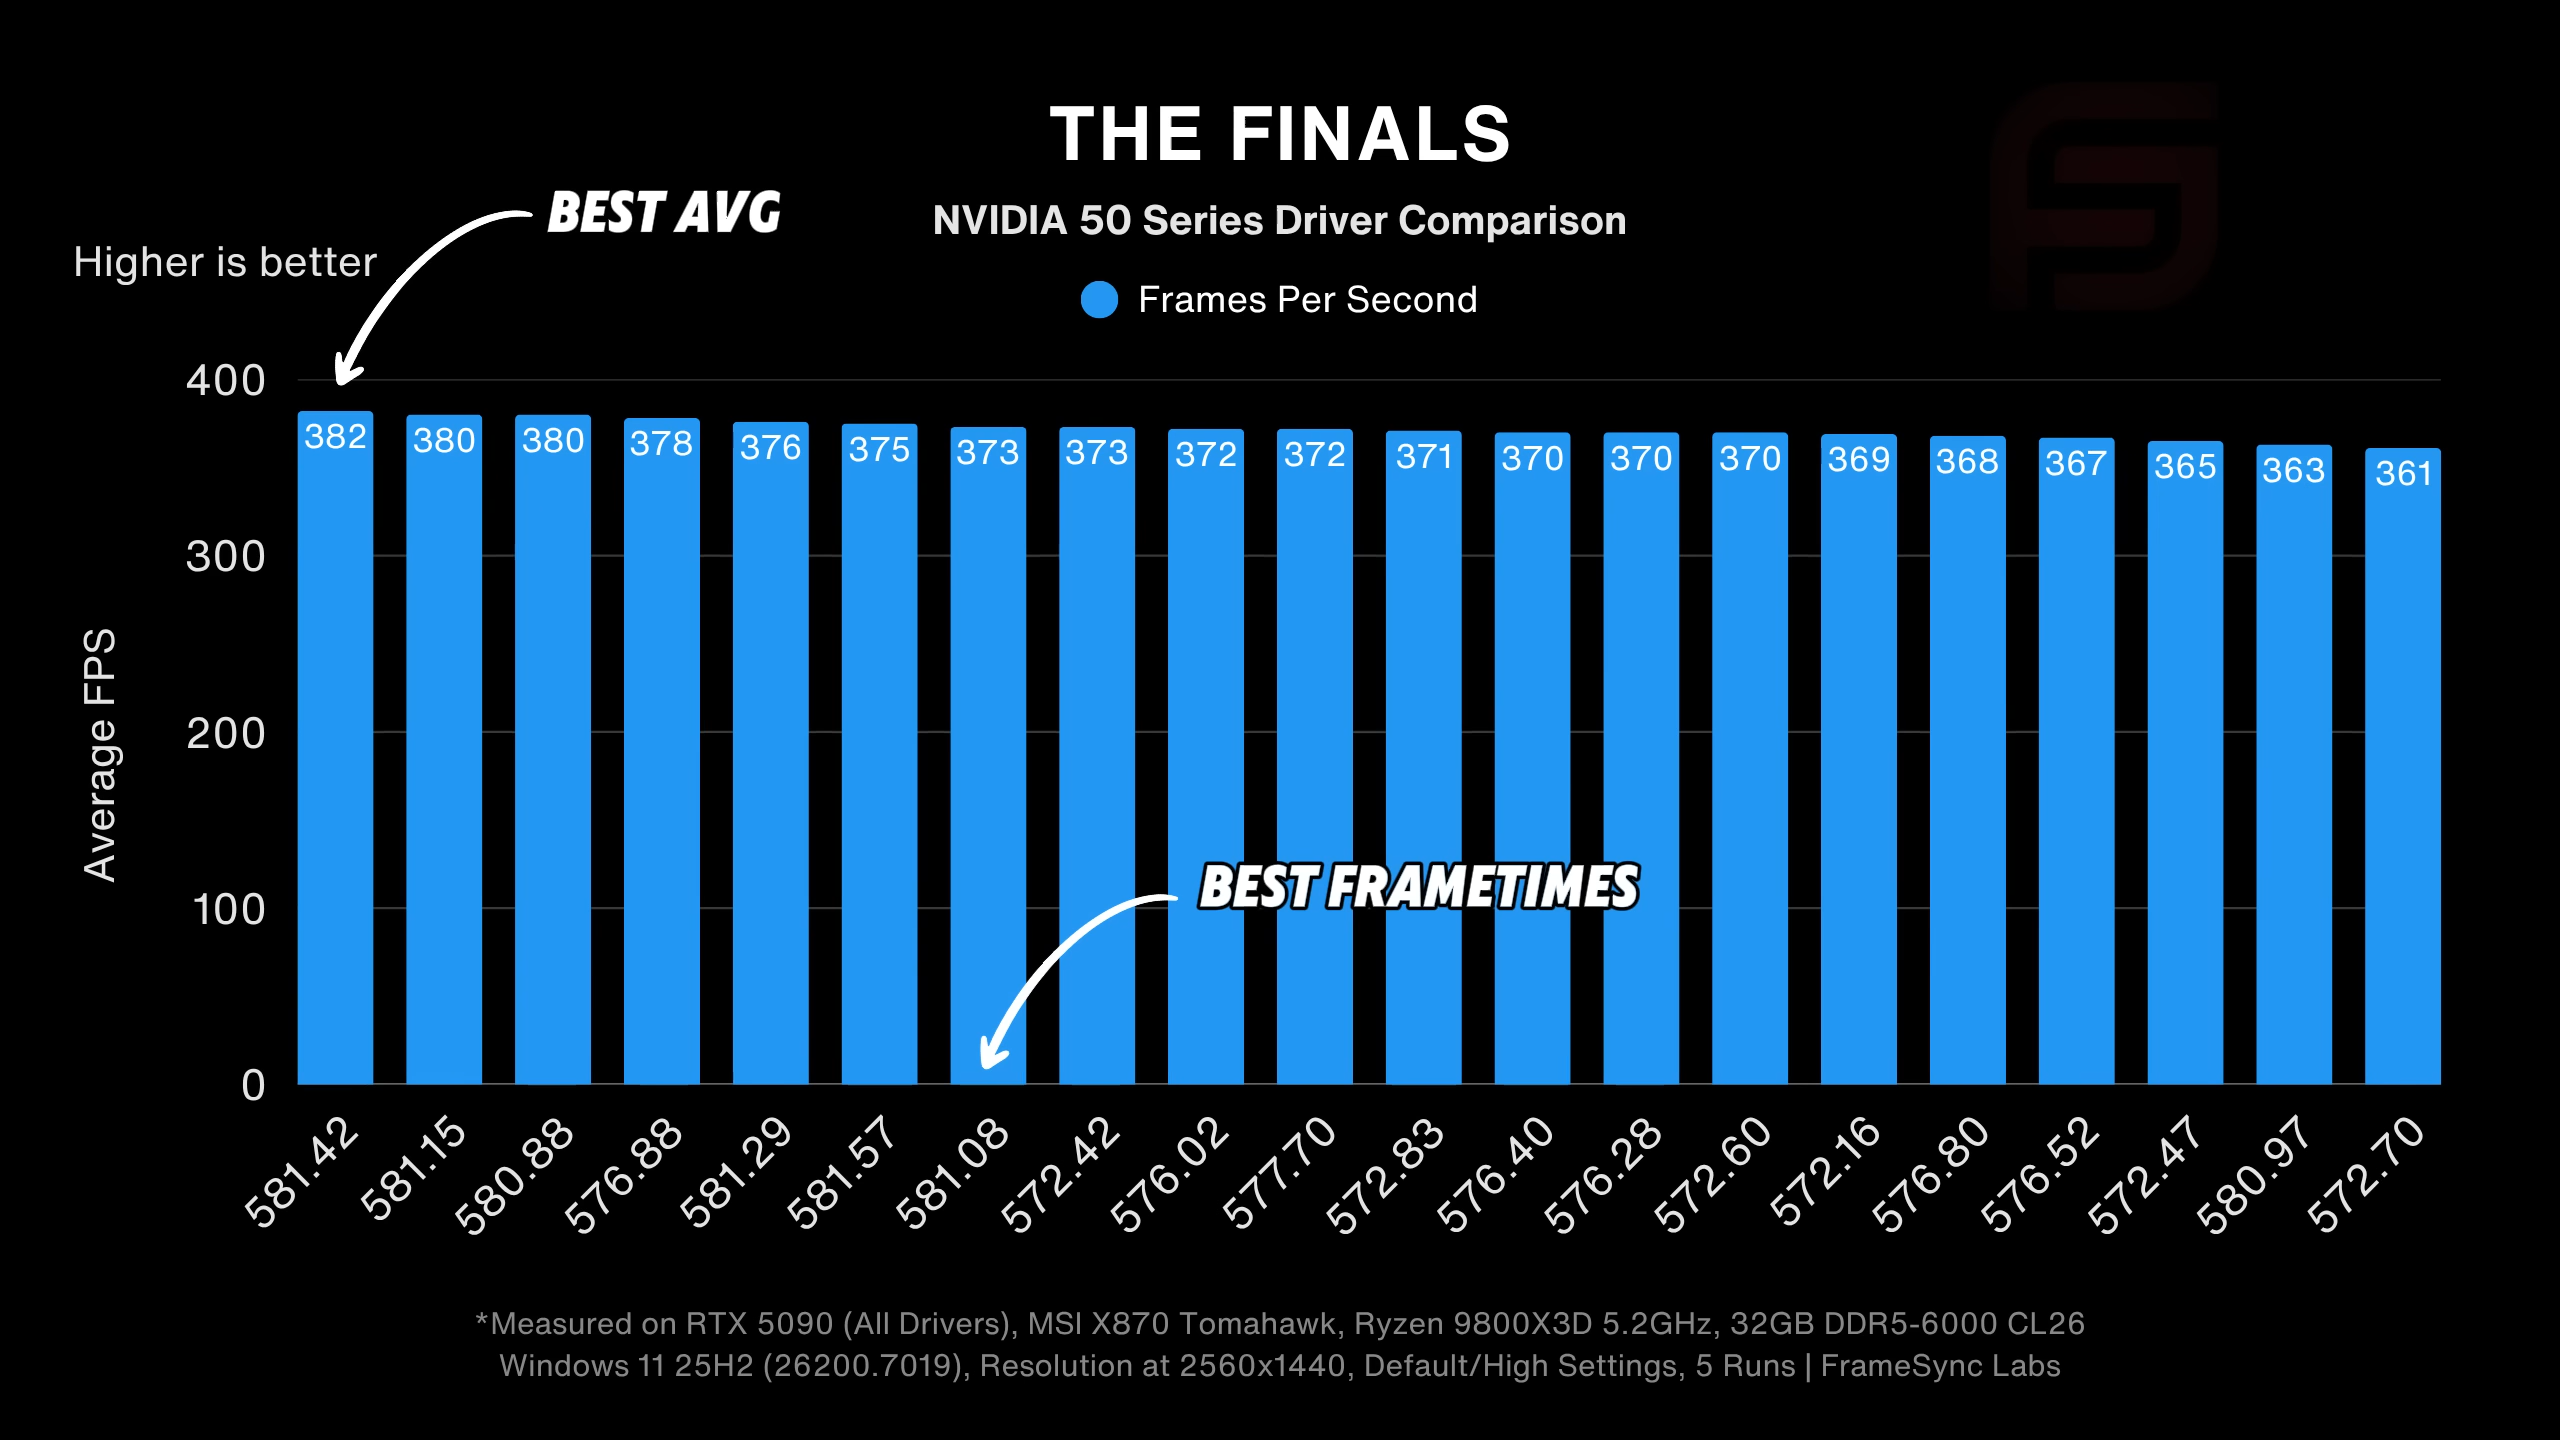 THE FINALS
BEST AVG
NVIDIA 50 Series Driver Comparison
Higher is better
Frames Per Second
400
382 380 380 378 376 375 373 373 372 372 371 370 370 370 369 368 367 365 363 361
300
200
Average FPS
100
BEST FRAMETIMES
0
581.42 581.15 580.88 576.88 581.29 581.57 581.08 572.42 576.02 577.70 572.83 576.40 576.28 572.60 572.16 576.80 576.52 572.47 580.97 572.70
*Measured on RTX 5090 (All Drivers), MSI X870 Tomahawk, Ryzen 9800X3D 5.2GHz, 32GB DDR5-6000 CL26
Windows 11 25H2 (26200.7019), Resolution at 2560x1440, Default/High Settings, 5 Runs | FrameSync Labs